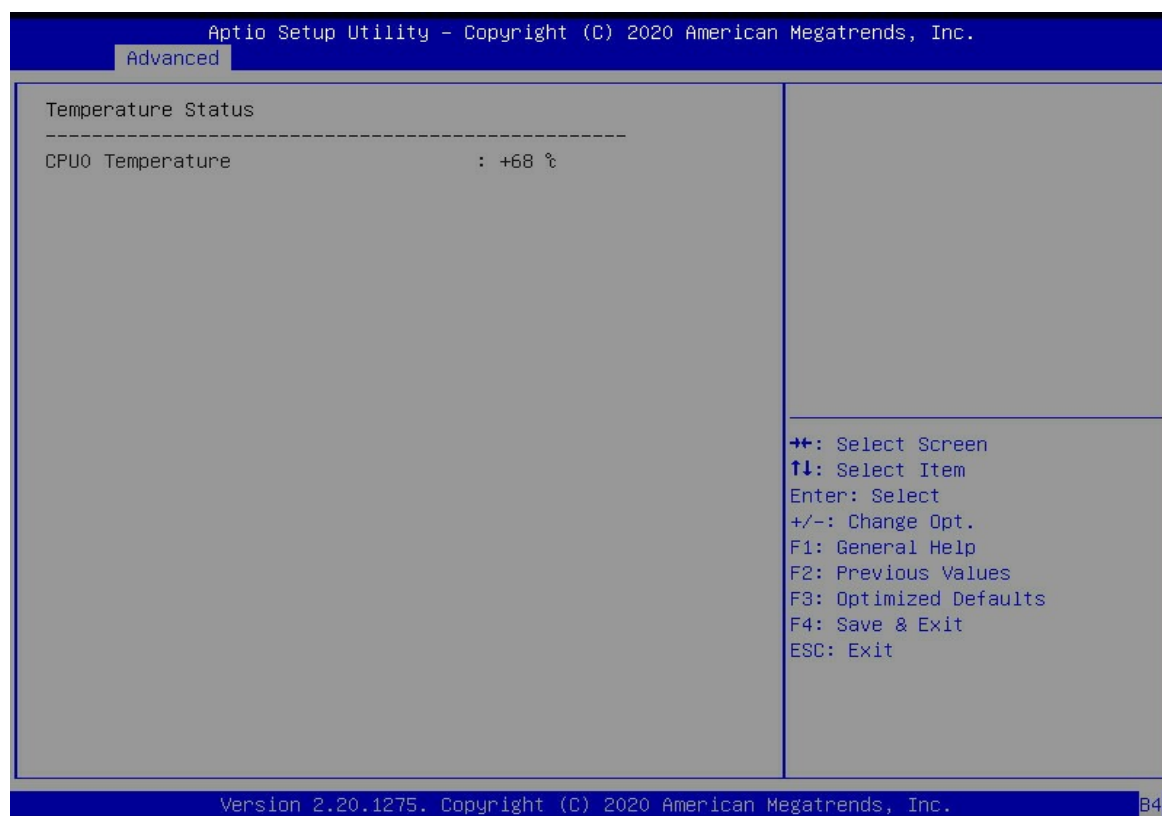 Aptio Setup Utility – Copyright (C) 2020 American Megatrends, Inc.
Advanced
Temperature Status
--------------------------------------------------
CPU0 Temperature : +68 ℃
→←: Select Screen
↑↓: Select Item
Enter: Select
+/-: Change Opt.
F1: General Help
F2: Previous Values
F3: Optimized Defaults
F4: Save & Exit
ESC: Exit
Version 2.20.1275. Copyright (C) 2020 American Megatrends, Inc.
B4